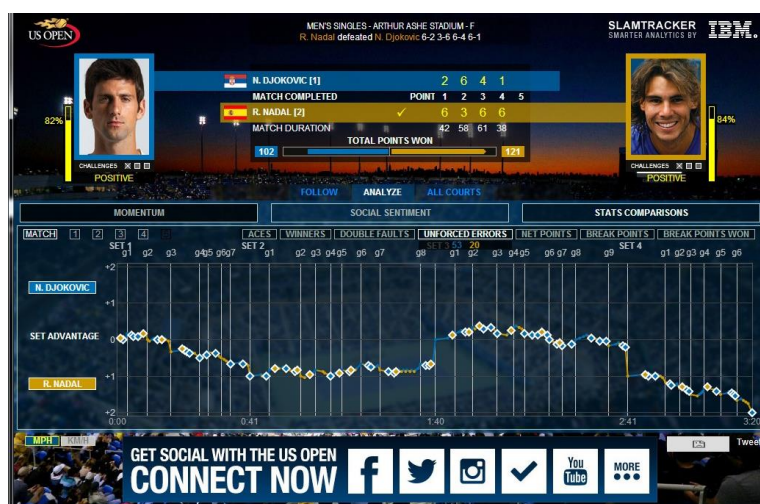 US OPEN
MEN'S SINGLES - ARTHUR ASHE STADIUM - F
R. Nadal defeated N. Djokovic 6-2 3-6 6-4 6-1
SLAMTRACKER
SMARTER ANALYTICS BY
IBM.
N. DJOKOVIC [1] 2 6 4 1
MATCH COMPLETED POINT 1 2 3 4 5
R. NADAL [2] ✓ 6 3 6 6
MATCH DURATION 42 58 61 38
TOTAL POINTS WON
102 121
82%
84%
CHALLENGES
POSITIVE
CHALLENGES
POSITIVE
FOLLOW ANALYZE ALL COURTS
MOMENTUM SOCIAL SENTIMENT STATS COMPARISONS
MATCH 1 2 3 4
ACES WINNERS DOUBLE FAULTS UNFORCED ERRORS NET POINTS BREAK POINTS BREAK POINTS WON
SET 1 SET 2 SET 3 53 20 SET 4
g1 g2 g3 g4 g5 g6 g7 g1 g2 g3 g4 g5 g6 g7 g8 g1 g2 g3 g4 g5 g6 g7 g8 g9 g1 g2 g3 g4 g5 g6
+2
N. DJOKOVIC
+1
SET ADVANTAGE 0
R. NADAL
+1
+2
0:00 0:41 1:40 2:41 3:20
MPH KM/H
Tweet
GET SOCIAL WITH THE US OPEN
CONNECT NOW
f
You
Tube
MORE